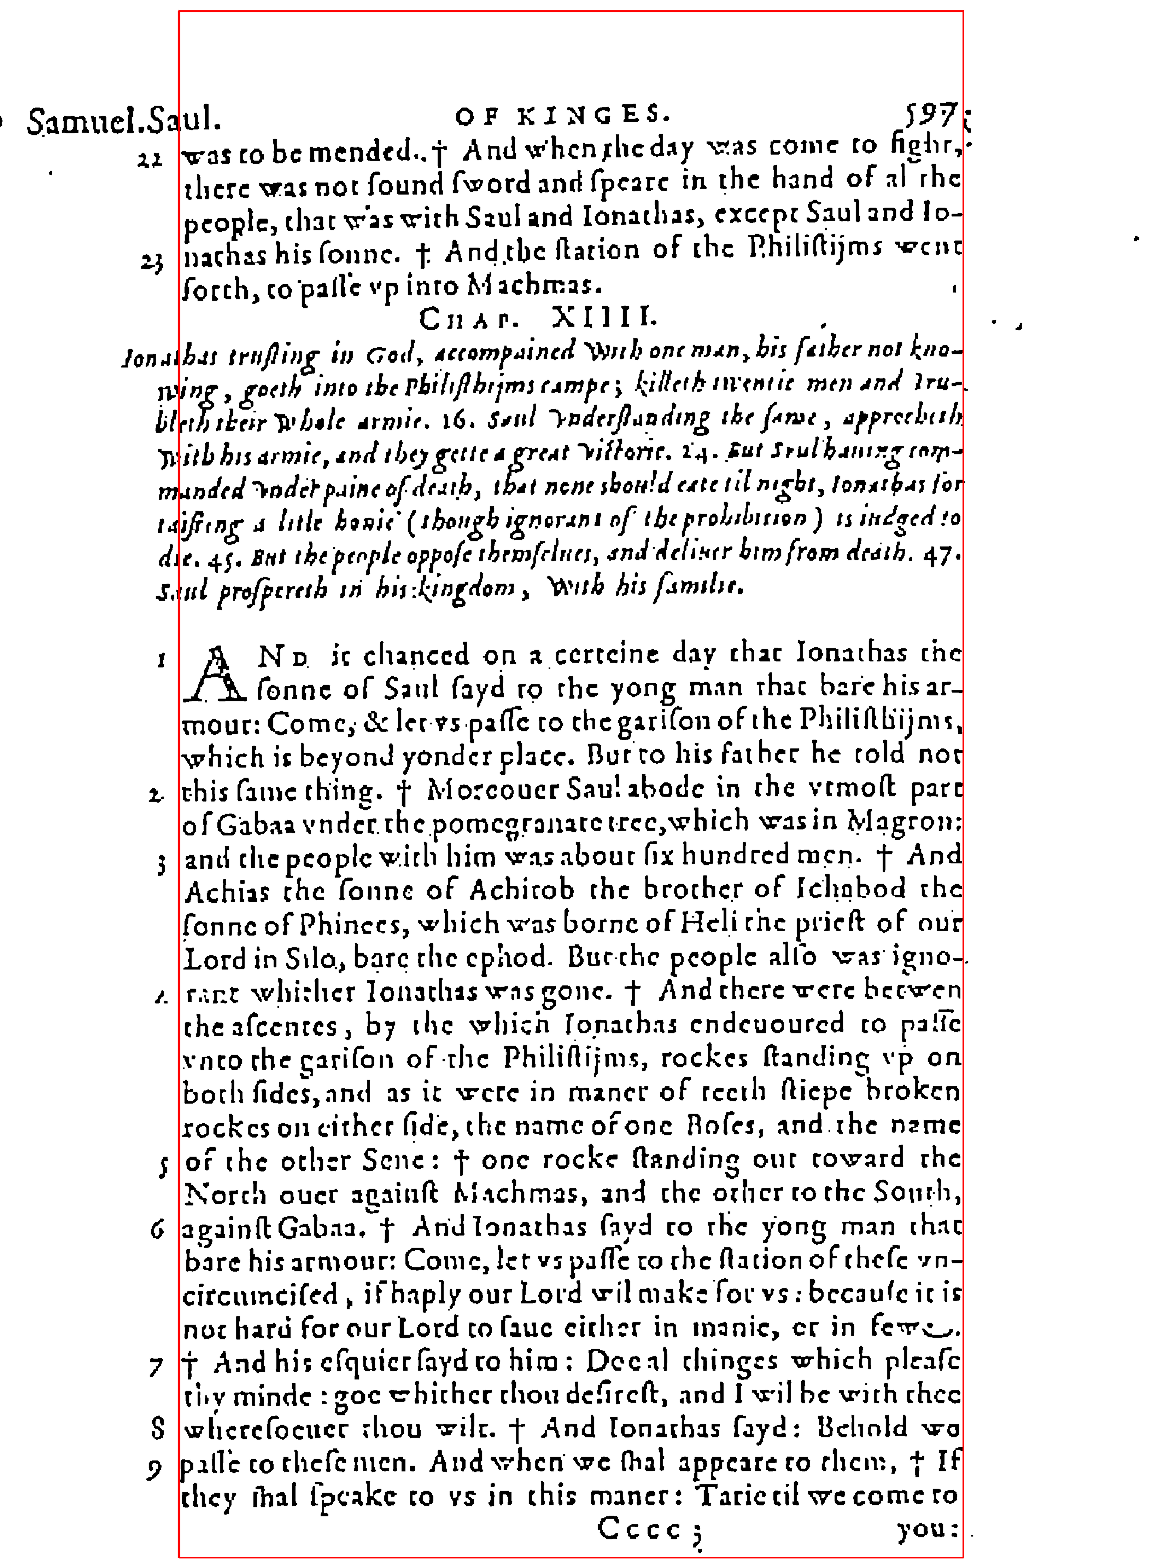 Samuel.Saul. OF KINGES. 597
22 was to be mended. † And when the day was come to fight,
there was not found sword and speare in the hand of al the
people, that was with Saul and Ionathas, except Saul and Io-
23 nathas his sonne. † And the station of the Philistijms went
forth, to passe vp into Machmas.
CHAP. XIIII.
Ionathas trusting in God, accompained with one man, his father not kno-
wing, goeth into the Philisthijms campe; killeth twentie men and tru-
bleth their whole armie. 16. Saul vnderstanding the same, approcheth
with his armie, and they gette a great victorie. 24. But Saul hauing com-
manded vnder paine of death, that none should eate til night, Ionathas for
taisting a litle honie (though ignorant of the prohibition) is iudged to
die. 45. But the people oppose themselues, and deliuer him from death. 47.
Saul prospereth in his kingdom, with his familie.
1 AND it chanced on a certeine day that Ionathas the
sonne of Saul sayd to the yong man that bare his ar-
mour: Come, & let vs passe to the garison of the Philisthijms,
which is beyond yonder place. But to his father he told not
2 this same thing. † Moreouer Saul abode in the vtmost part
of Gabaa vnder the pomegranate tree, which was in Magron:
3 and the people with him was about six hundred men. † And
Achias the sonne of Achitob the brother of Ichabod the
sonne of Phinees, which was borne of Heli the priest of our
Lord in Silo, bare the ephod. But the people also was igno-
4 rant whither Ionathas was gone. † And there were betwen
the ascentes, by the which Ionathas endeuoured to passe
vnto the garison of the Philistijms, rockes standing vp on
both sides, and as it were in maner of teeth stiepe broken
rockes on either side, the name of one Boses, and the name
5 of the other Sene: † one rocke standing out toward the
North ouer against Machmas, and the other to the South,
6 against Gabaa. † And Ionathas sayd to the yong man that
bare his armour: Come, let vs passe to the station of these vn-
circumcised, if haply our Lord wil make for vs: because it is
not hard for our Lord to saue either in manie, or in fewe.
7 † And his esquier sayd to him: Doe al thinges which please
thy minde: goe whither thou desirest, and I wil be with thee
8 wheresoeuer thou wilt. † And Ionathas sayd: Behold we
9 passe to these men. And when we shal appeare to them, † If
they shal speake to vs in this maner: Tarie til we come to
Cccc 3 you: